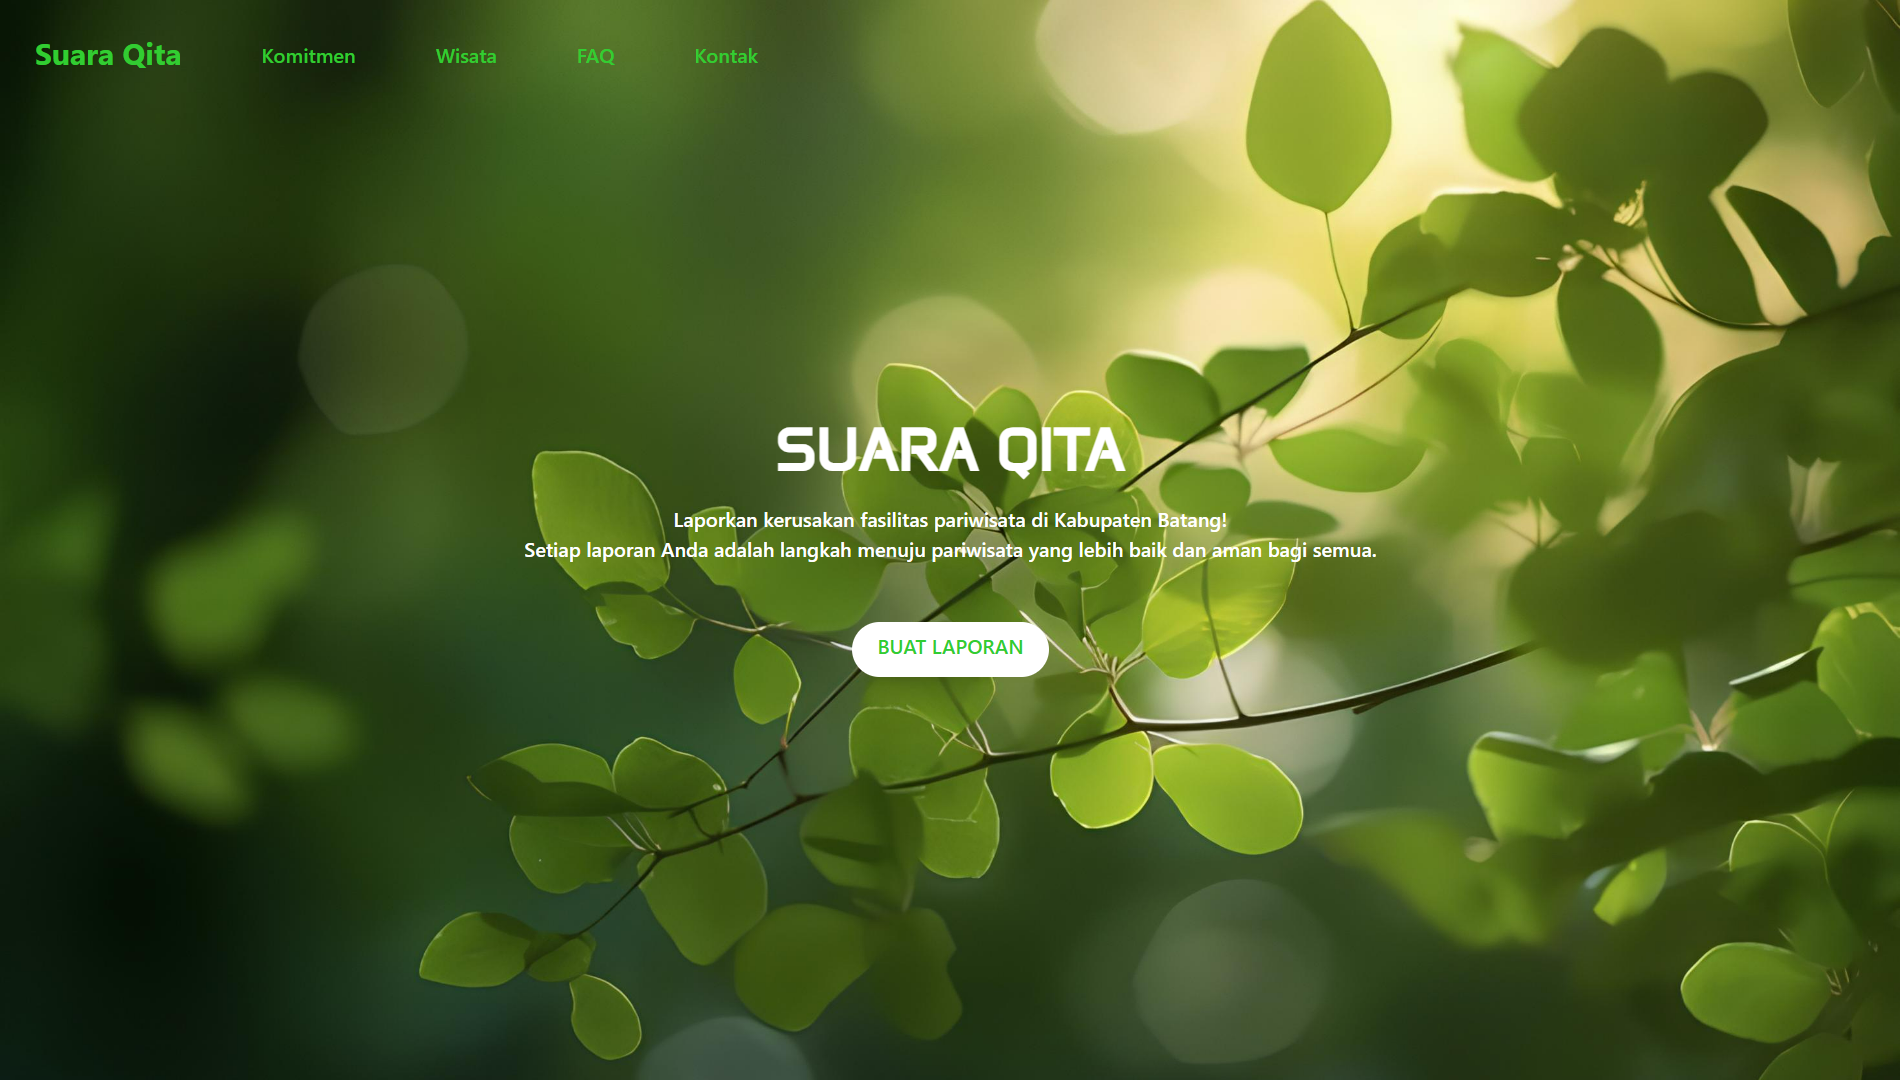 Suara Qita
Komitmen
Wisata
FAQ
Kontak
SUARA QITA
Laporkan kerusakan fasilitas pariwisata di Kabupaten Batang!
Setiap laporan Anda adalah langkah menuju pariwisata yang lebih baik dan aman bagi semua.
BUAT LAPORAN